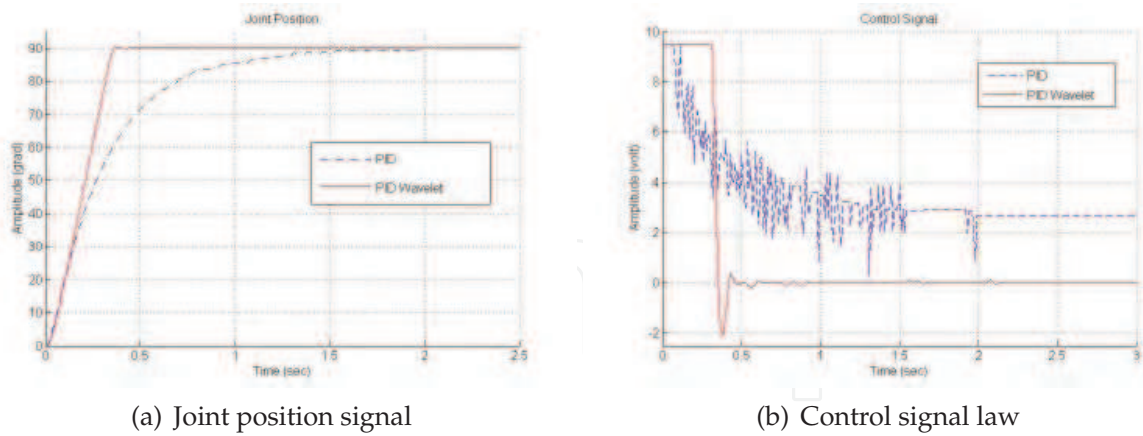 Joint Position
90
80
70
60
50
40
30
20
10
0
Amplitude (grad)
PID
PID Wavelet
0 0.5 1 1.5 2 2.5
Time (sec)
(a) Joint position signal
Control Signal
10
8
6
4
2
0
-2
Amplitude (volt)
PID
PID Wavelet
0 0.5 1 1.5 2 3
Time (sec)
(b) Control signal law